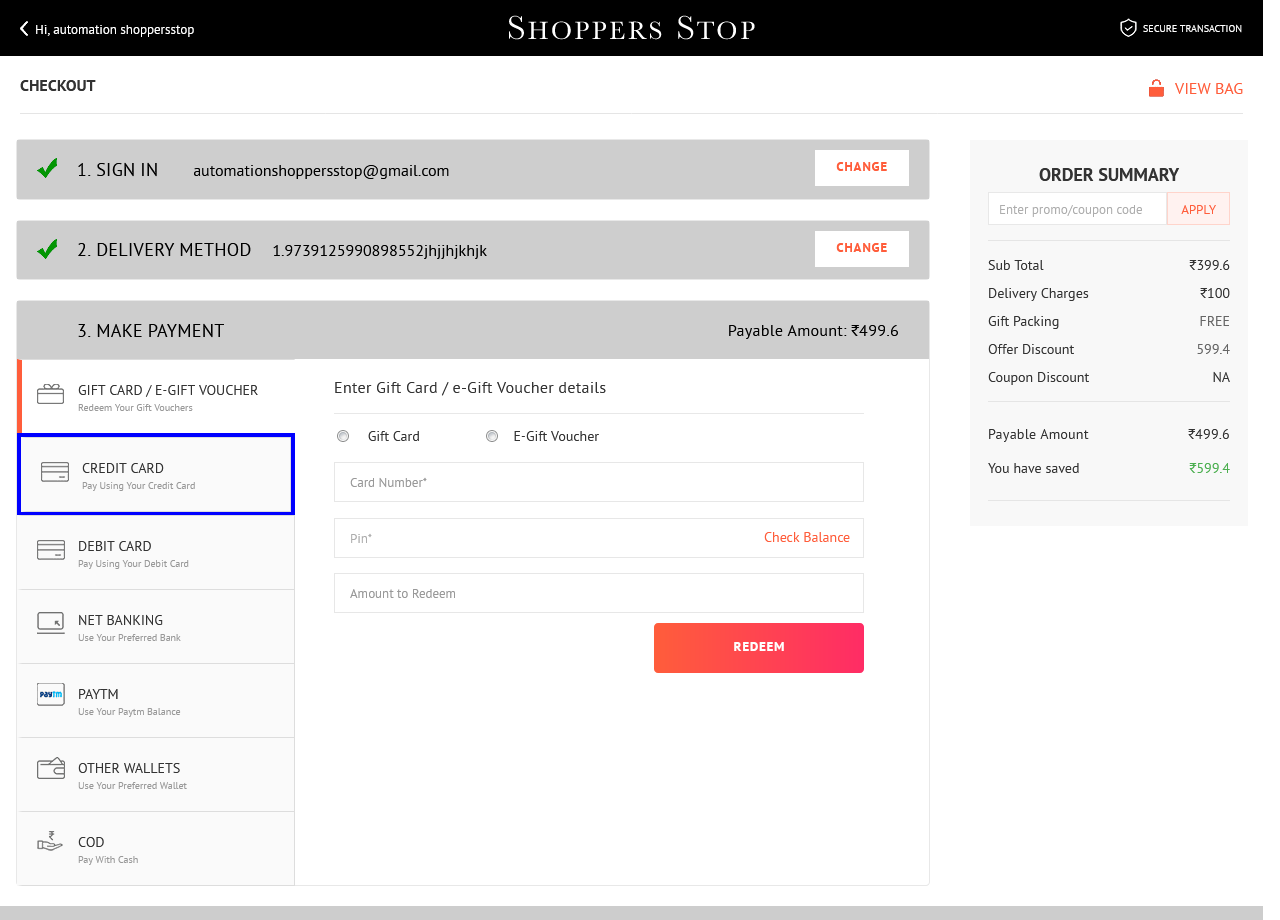 Hi, automation shoppersstop
SHOPPERS STOP
SECURE TRANSACTION
CHECKOUT
VIEW BAG
1. SIGN IN automationshoppersstop@gmail.com CHANGE
2. DELIVERY METHOD 1.9739125990898552jhjjhjkhjk CHANGE
3. MAKE PAYMENT Payable Amount: ₹499.6
GIFT CARD / E-GIFT VOUCHER
Redeem Your Gift Vouchers
CREDIT CARD
Pay Using Your Credit Card
DEBIT CARD
Pay Using Your Debit Card
NET BANKING
Use Your Preferred Bank
paytm
PAYTM
Use Your Paytm Balance
OTHER WALLETS
Use Your Preferred Wallet
₹
COD
Pay With Cash
Enter Gift Card / e-Gift Voucher details
Gift Card E-Gift Voucher
Card Number*
Pin* Check Balance
Amount to Redeem
REDEEM
ORDER SUMMARY
Enter promo/coupon code APPLY
Sub Total ₹399.6
Delivery Charges ₹100
Gift Packing FREE
Offer Discount 599.4
Coupon Discount NA
Payable Amount ₹499.6
You have saved ₹599.4